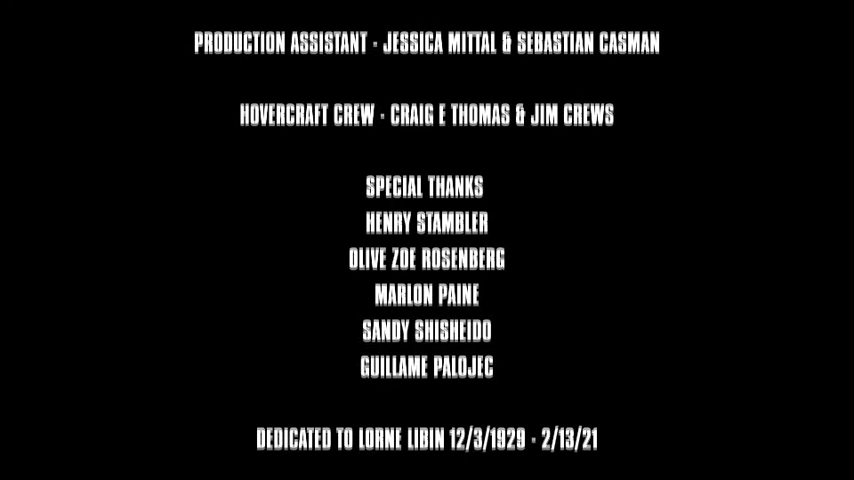 PRODUCTION ASSISTANT - JESSICA MITTAL & SEBASTIAN CASMAN
HOVERCRAFT CREW - CRAIG E THOMAS & JIM CREWS
SPECIAL THANKS
HENRY STAMBLER
OLIVE ZOE ROSENBERG
MARLON PAINE
SANDY SHISHEIDO
GUILLAME PALOJEC
DEDICATED TO LORNE LIBIN 12/3/1929 - 2/13/21